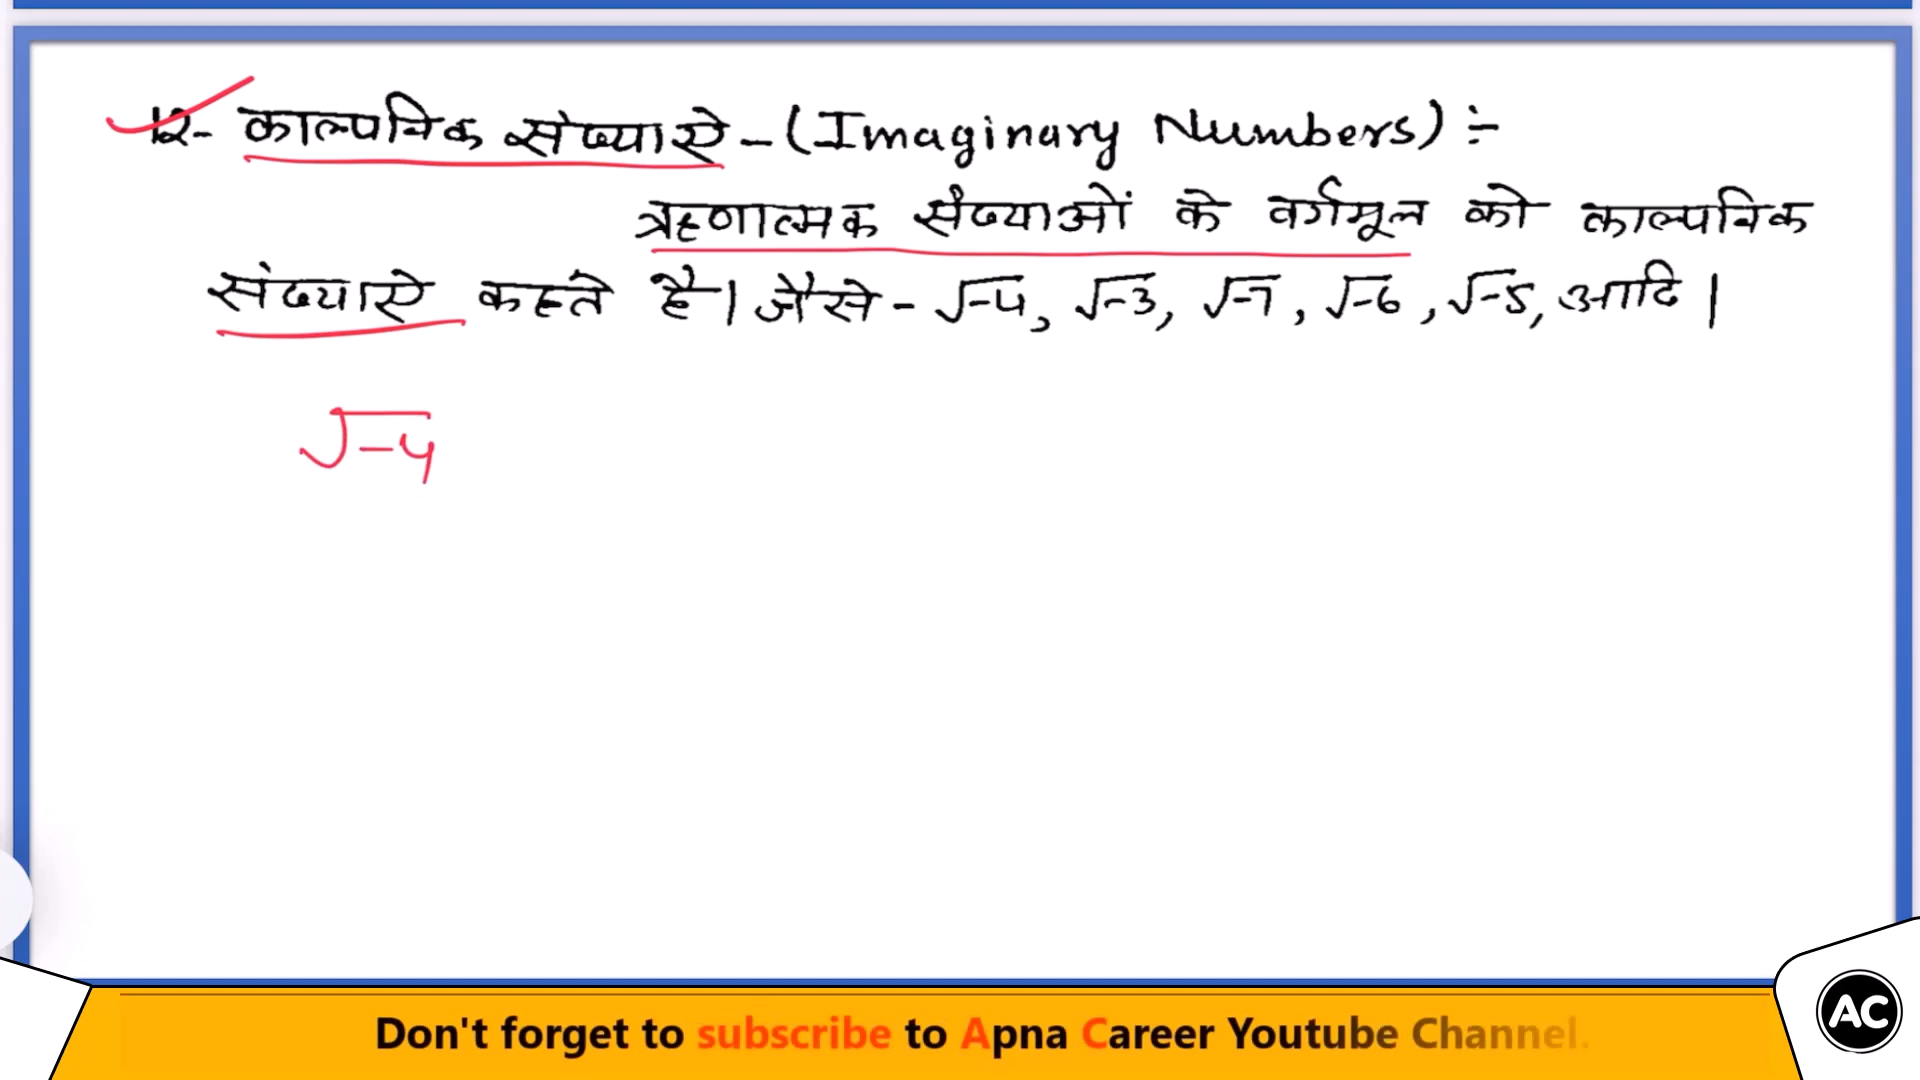 12- काल्पनिक संख्याऐ - (Imaginary Numbers) ÷
ऋणात्मक संख्याओं के वर्गमूल को काल्पनिक
संख्याऐ कहते है। जैसे - √-4, √-3, √-7, √-6, √-5, आदि।
√-4
Don't forget to subscribe to Apna Career Youtube Channel.
AC